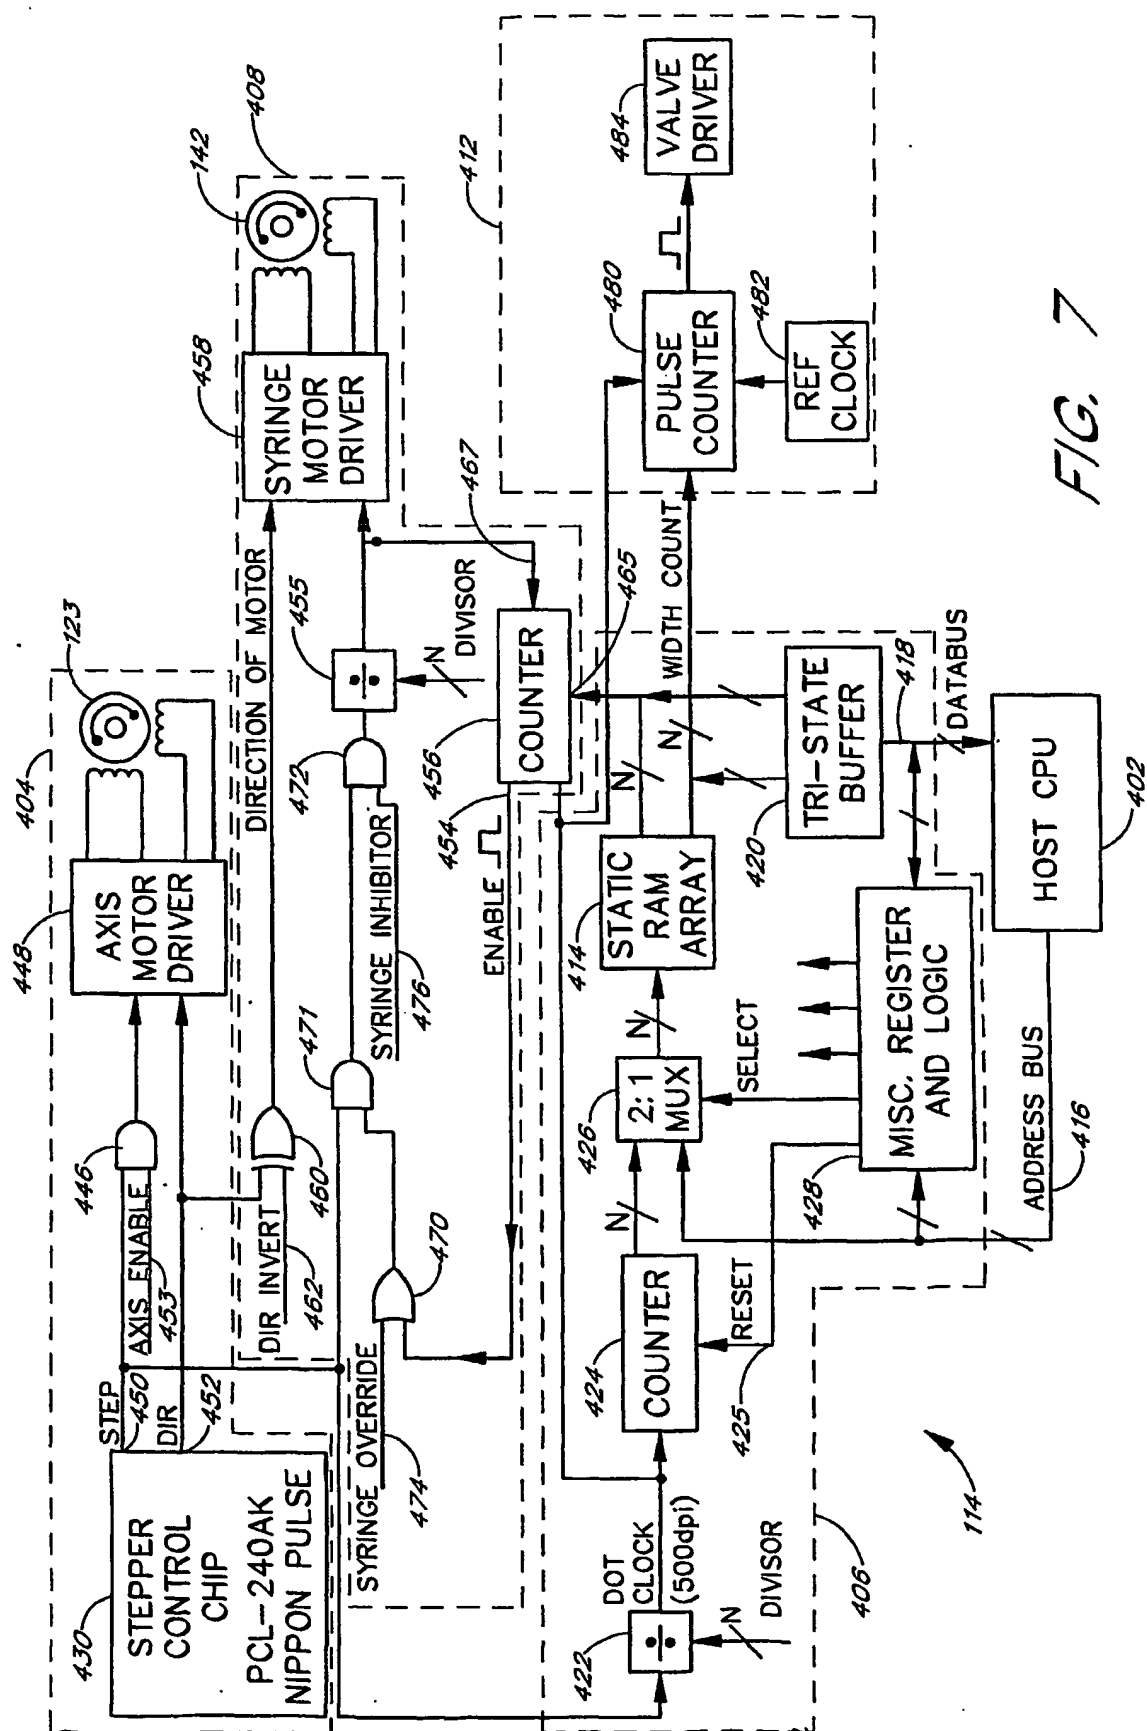 404
123
AXIS
MOTOR
DRIVER
448
446
AXIS ENABLE
453
STEP
450
DIR
452
430
STEPPER
CONTROL
CHIP
PCL-240AK
NIPPON PULSE
408
142
458
SYRINGE
MOTOR
DRIVER
DIRECTION OF MOTOR
455
÷
N
DIVISOR
467
472
456
COUNTER
465
454
ENABLE
SYRINGE INHIBITOR
476
471
460
DIR INVERT
462
470
SYRINGE OVERRIDE
474
412
484
VALVE
DRIVER
480
PULSE
COUNTER
482
REF
CLOCK
WIDTH COUNT
N
N
414
STATIC
RAM
ARRAY
420
TRI-STATE
BUFFER
418
DATABUS
HOST CPU
402
N
426
2:1
MUX
SELECT
MISC. REGISTER
AND LOGIC
428
ADDRESS BUS
416
N
424
COUNTER
RESET
425
DOT
CLOCK
(500dpi)
422
÷
N
DIVISOR
406
114
FIG. 7